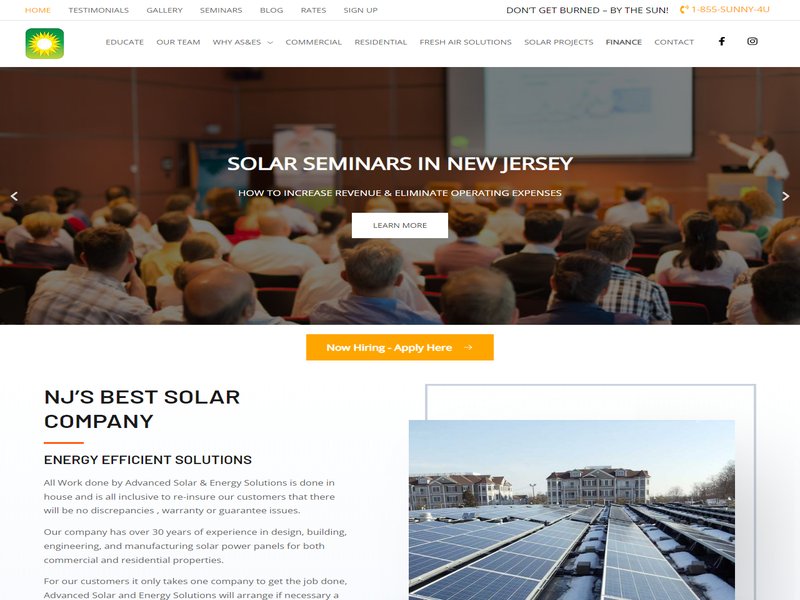 HOME TESTIMONIALS GALLERY SEMINARS BLOG RATES SIGN UP DON'T GET BURNED – BY THE SUN! 1-855-SUNNY-4U
EDUCATE OUR TEAM WHY AS&ES COMMERCIAL RESIDENTIAL FRESH AIR SOLUTIONS SOLAR PROJECTS FINANCE CONTACT
SOLAR SEMINARS IN NEW JERSEY
HOW TO INCREASE REVENUE & ELIMINATE OPERATING EXPENSES
LEARN MORE
Now Hiring - Apply Here
NJ'S BEST SOLAR
COMPANY
ENERGY EFFICIENT SOLUTIONS
All Work done by Advanced Solar & Energy Solutions is done in
house and is all inclusive to re-insure our customers that there
will be no discrepancies , warranty or guarantee issues.
Our company has over 30 years of experience in design, building,
engineering, and manufacturing solar power panels for both
commercial and residential properties.
For our customers it only takes one company to get the job done,
Advanced Solar and Energy Solutions will arrange if necessary a